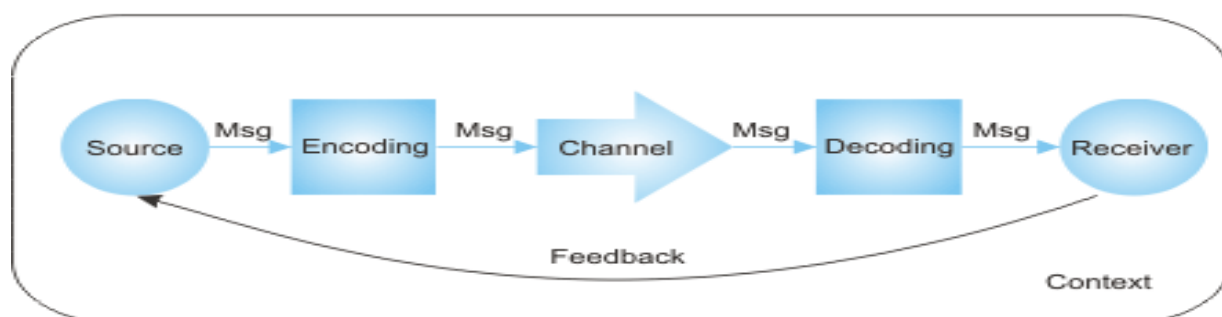 Msg Msg Msg Msg
Source Encoding Channel Decoding Receiver
Feedback
Context